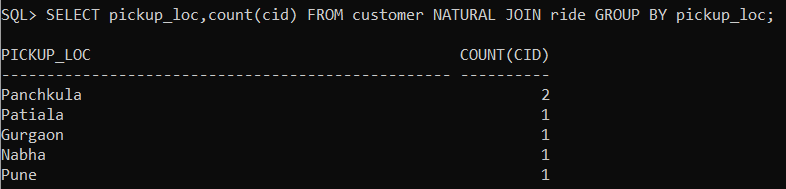 SQL> SELECT pickup_loc,count(cid) FROM customer NATURAL JOIN ride GROUP BY pickup_loc;
PICKUP_LOC                                         COUNT(CID)
-------------------------------------------------- ----------
Panchkula                                                   2
Patiala                                                     1
Gurgaon                                                     1
Nabha                                                       1
Pune                                                        1